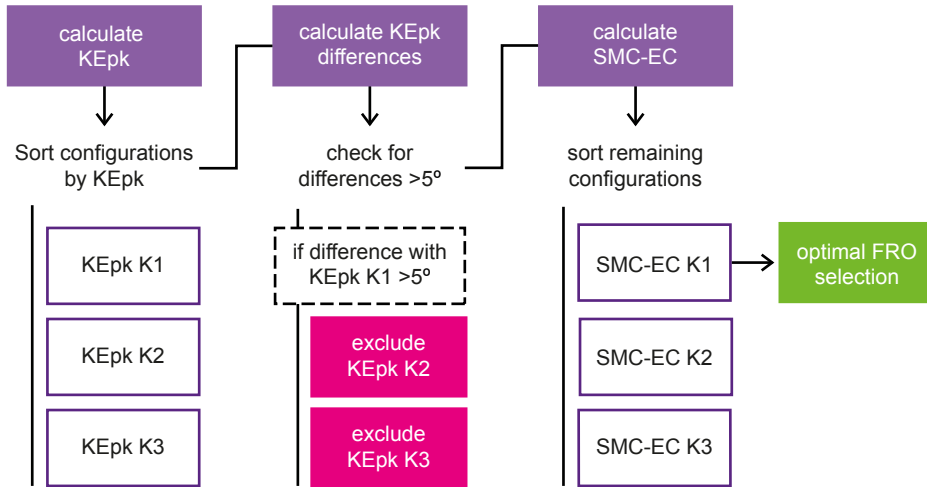 calculate
KEpk
Sort configurations
by KEpk
KEpk K1
KEpk K2
KEpk K3
calculate KEpk
differences
check for
differences >5º
if difference with
KEpk K1 >5º
exclude
KEpk K2
exclude
KEpk K3
calculate
SMC-EC
sort remaining
configurations
SMC-EC K1
SMC-EC K2
SMC-EC K3
optimal FRO
selection